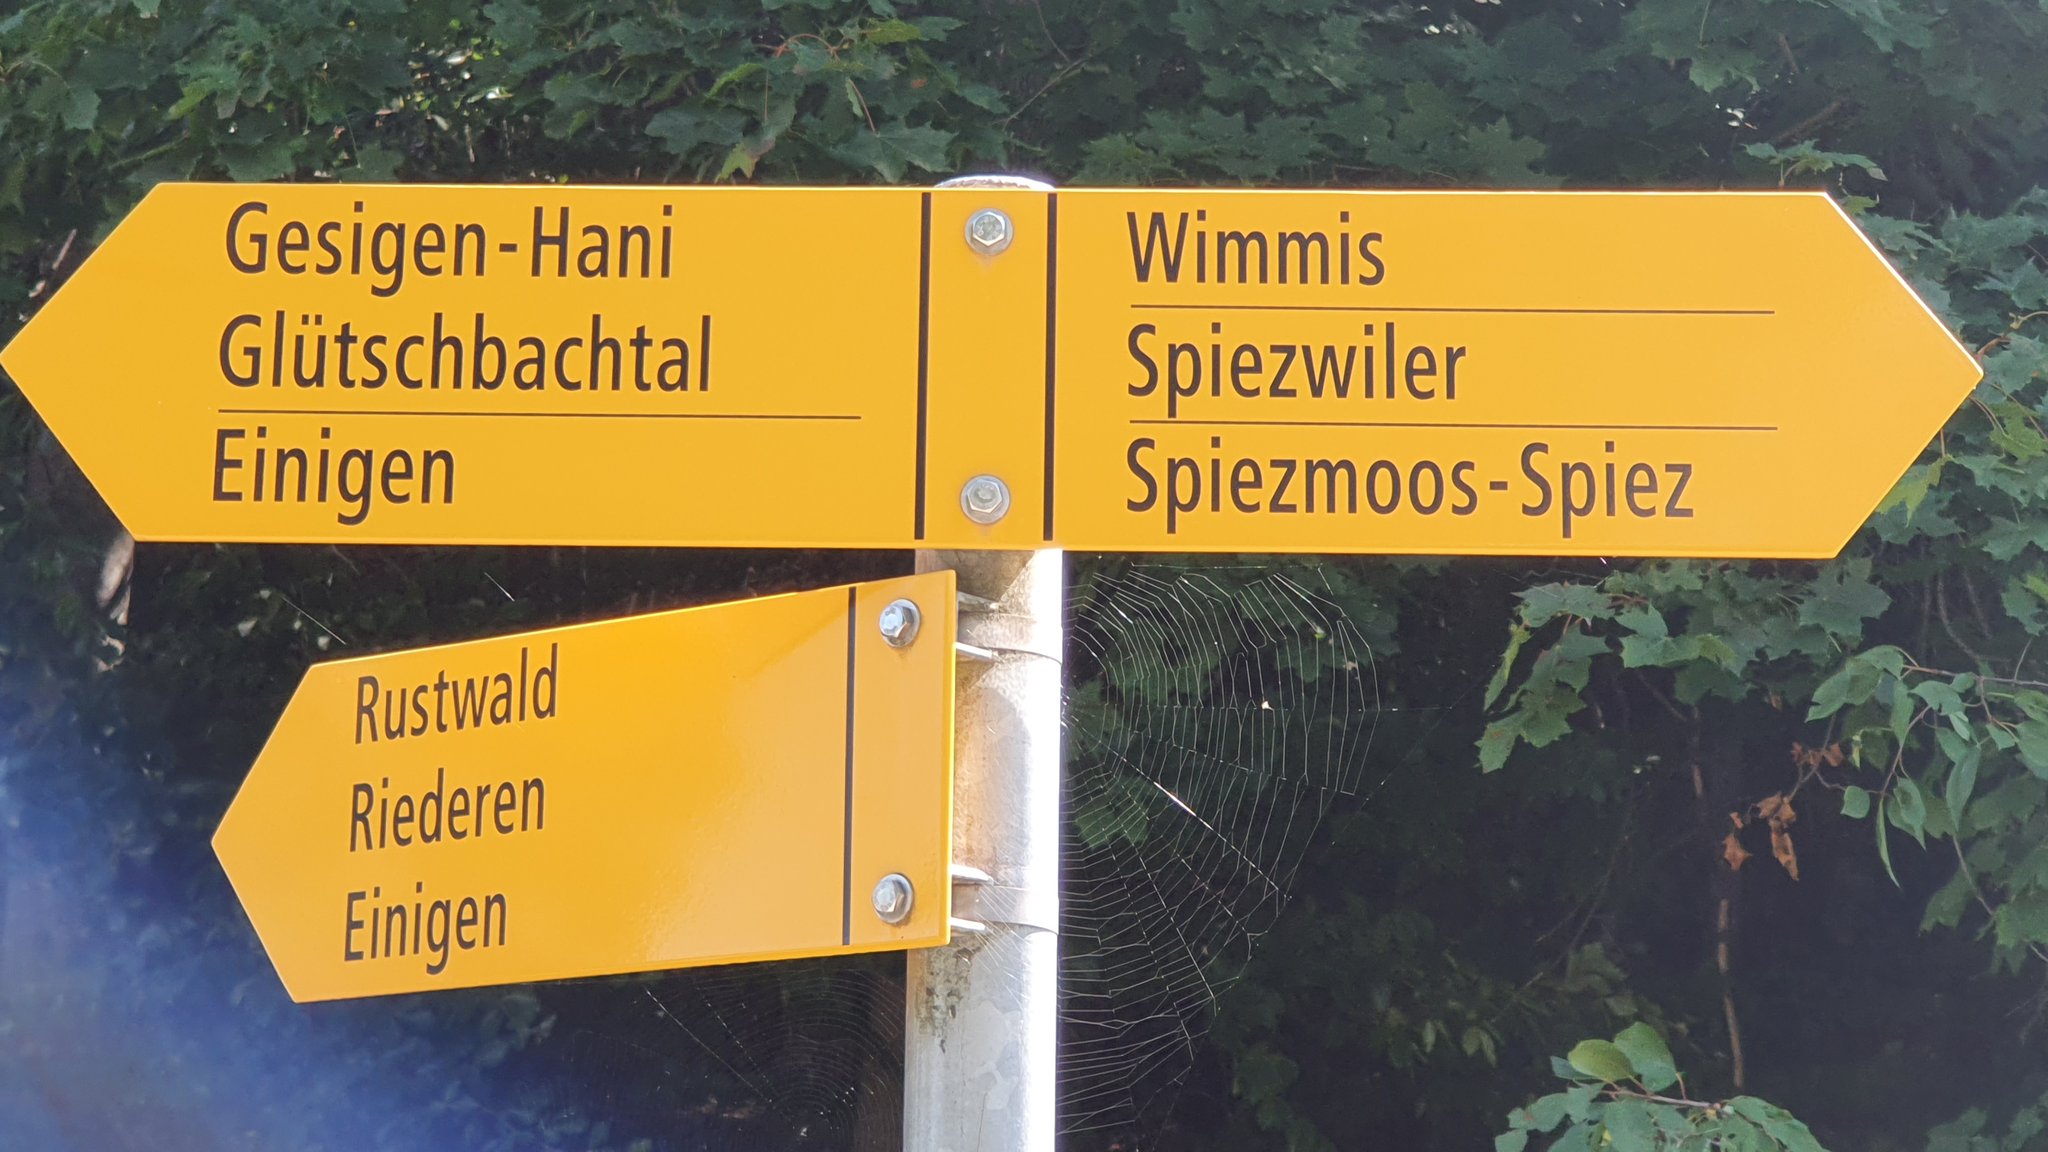 Gesigen-Hani
Glütschbachtal
Einigen
Wimmis
Spiezwiler
Spiezmoos-Spiez
Rustwald
Riederen
Einigen